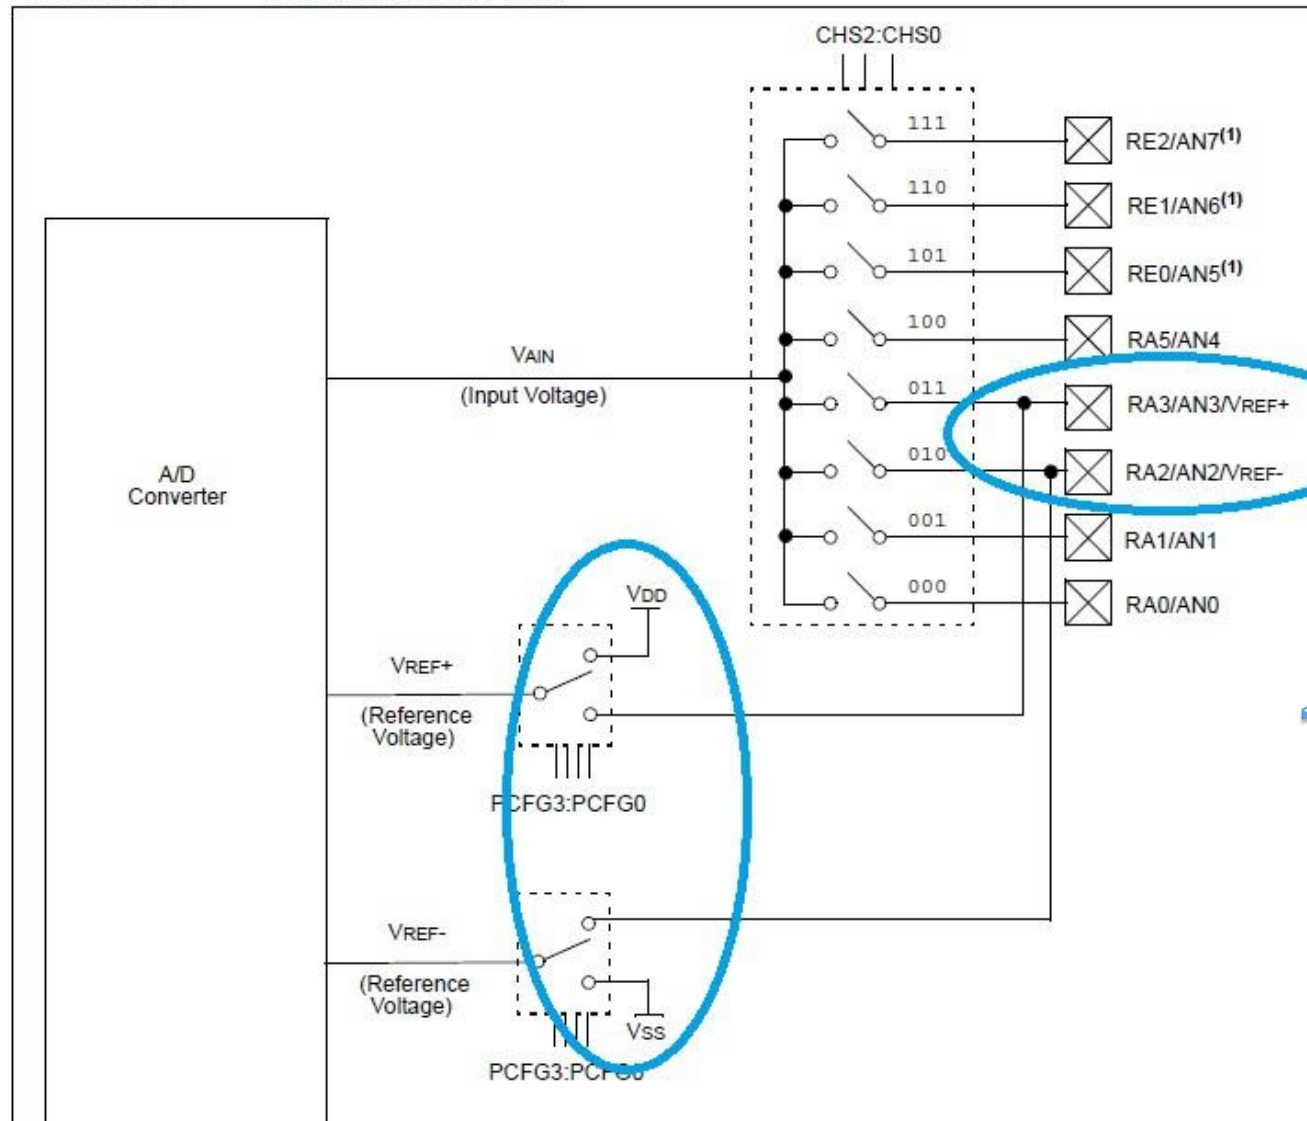 CHS2:CHS0
111
RE2/AN7(1)
110
RE1/AN6(1)
101
RE0/AN5(1)
100
RA5/AN4
VAIN
(Input Voltage)
011
RA3/AN3/VREF+
010
RA2/AN2/VREF-
A/D
Converter
001
RA1/AN1
000
RA0/AN0
VDD
VREF+
(Reference
Voltage)
PCFG3:PCFG0
VREF-
(Reference
Voltage)
VSS
PCFG3:PCFG0